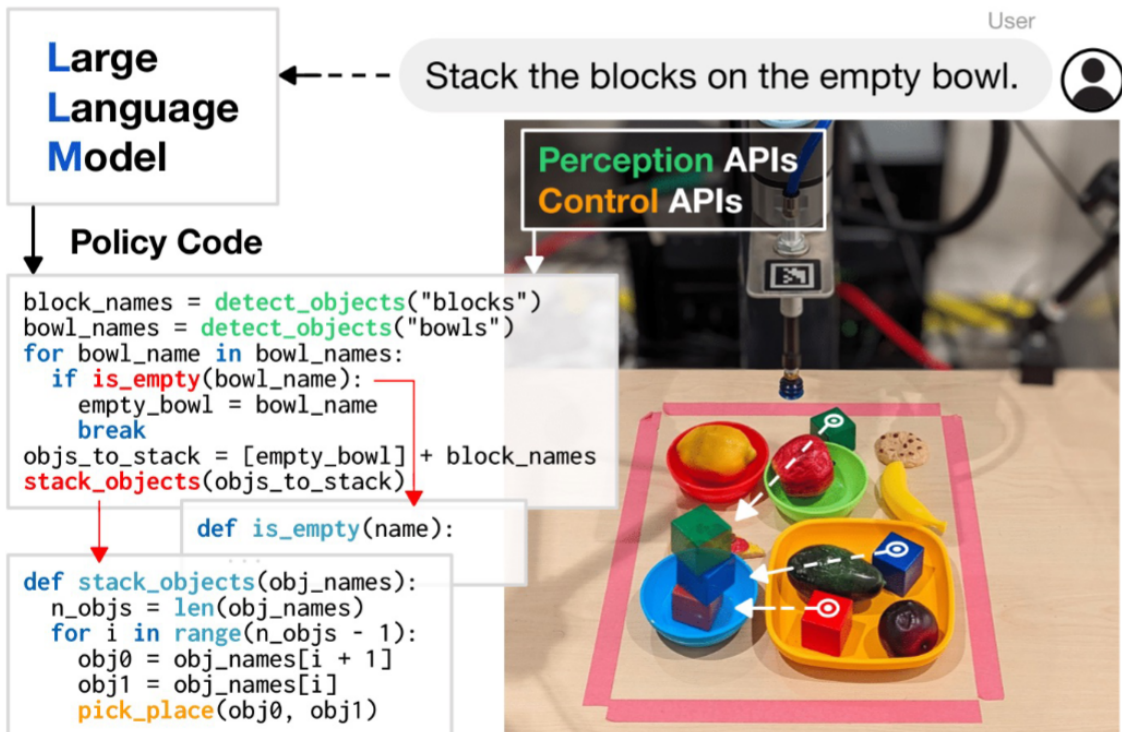 Large
Language
Model
User
Stack the blocks on the empty bowl.
Perception APIs
Control APIs
Policy Code
block_names = detect_objects("blocks")
bowl_names = detect_objects("bowls")
for bowl_name in bowl_names:
  if is_empty(bowl_name):
    empty_bowl = bowl_name
    break
objs_to_stack = [empty_bowl] + block_names
stack_objects(objs_to_stack)
def is_empty(name):
...
def stack_objects(obj_names):
  n_objs = len(obj_names)
  for i in range(n_objs - 1):
    obj0 = obj_names[i + 1]
    obj1 = obj_names[i]
    pick_place(obj0, obj1)